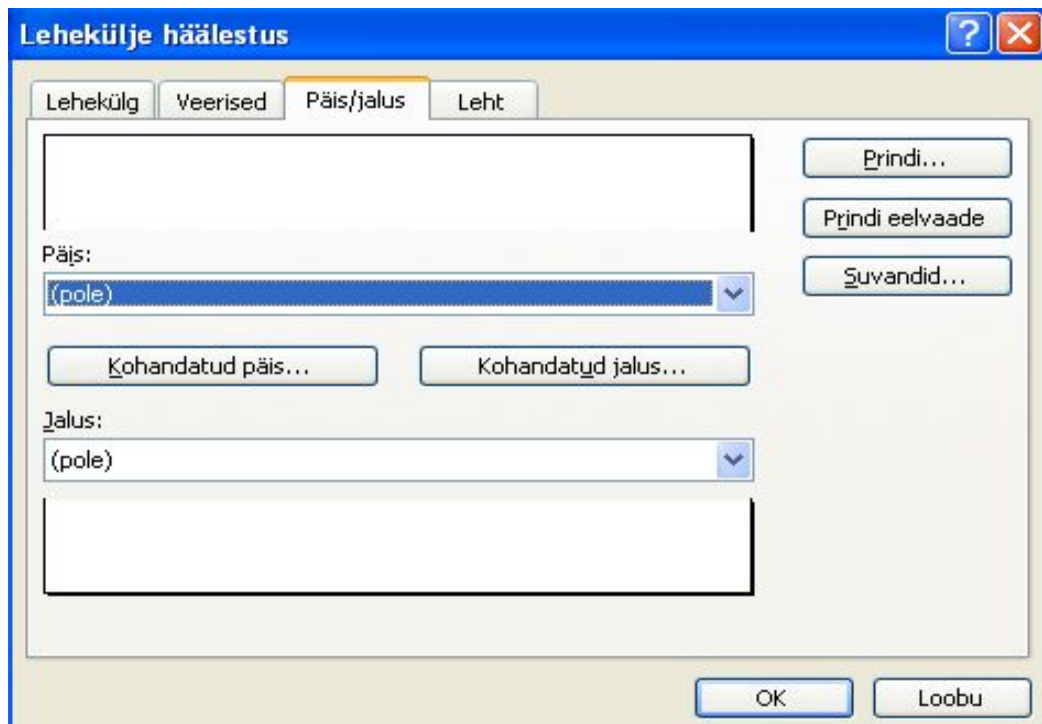 Lehekülje häälestus
Lehekülg Veerised Päis/jalus Leht
Prindi...
Prindi eelvaade
Suvandid...
Päis:
(pole)
Kohandatud päis... Kohandatud jalus...
Jalus:
(pole)
OK Loobu